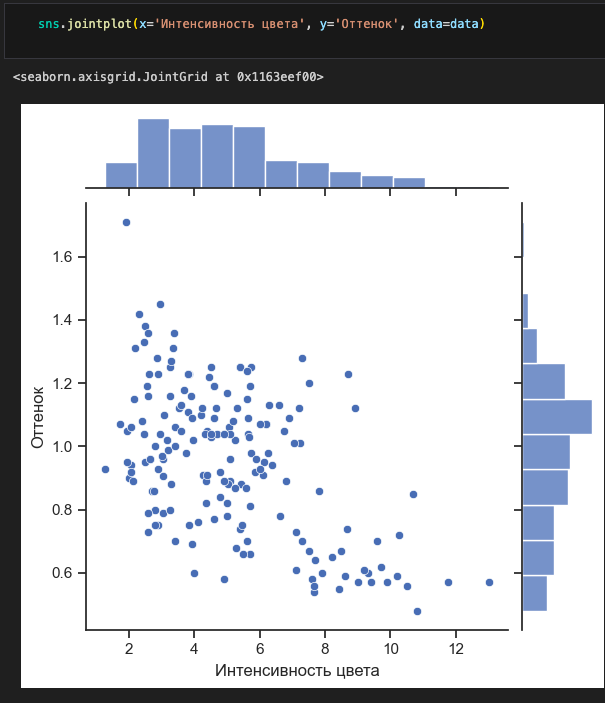 sns.jointplot(x='Интенсивность цвета', y='Оттенок', data=data)
<seaborn.axisgrid.JointGrid at 0x1163eef00>
1.6
1.4
1.2
1.0
0.8
0.6
Оттенок
2 4 6 8 10 12
Интенсивность цвета